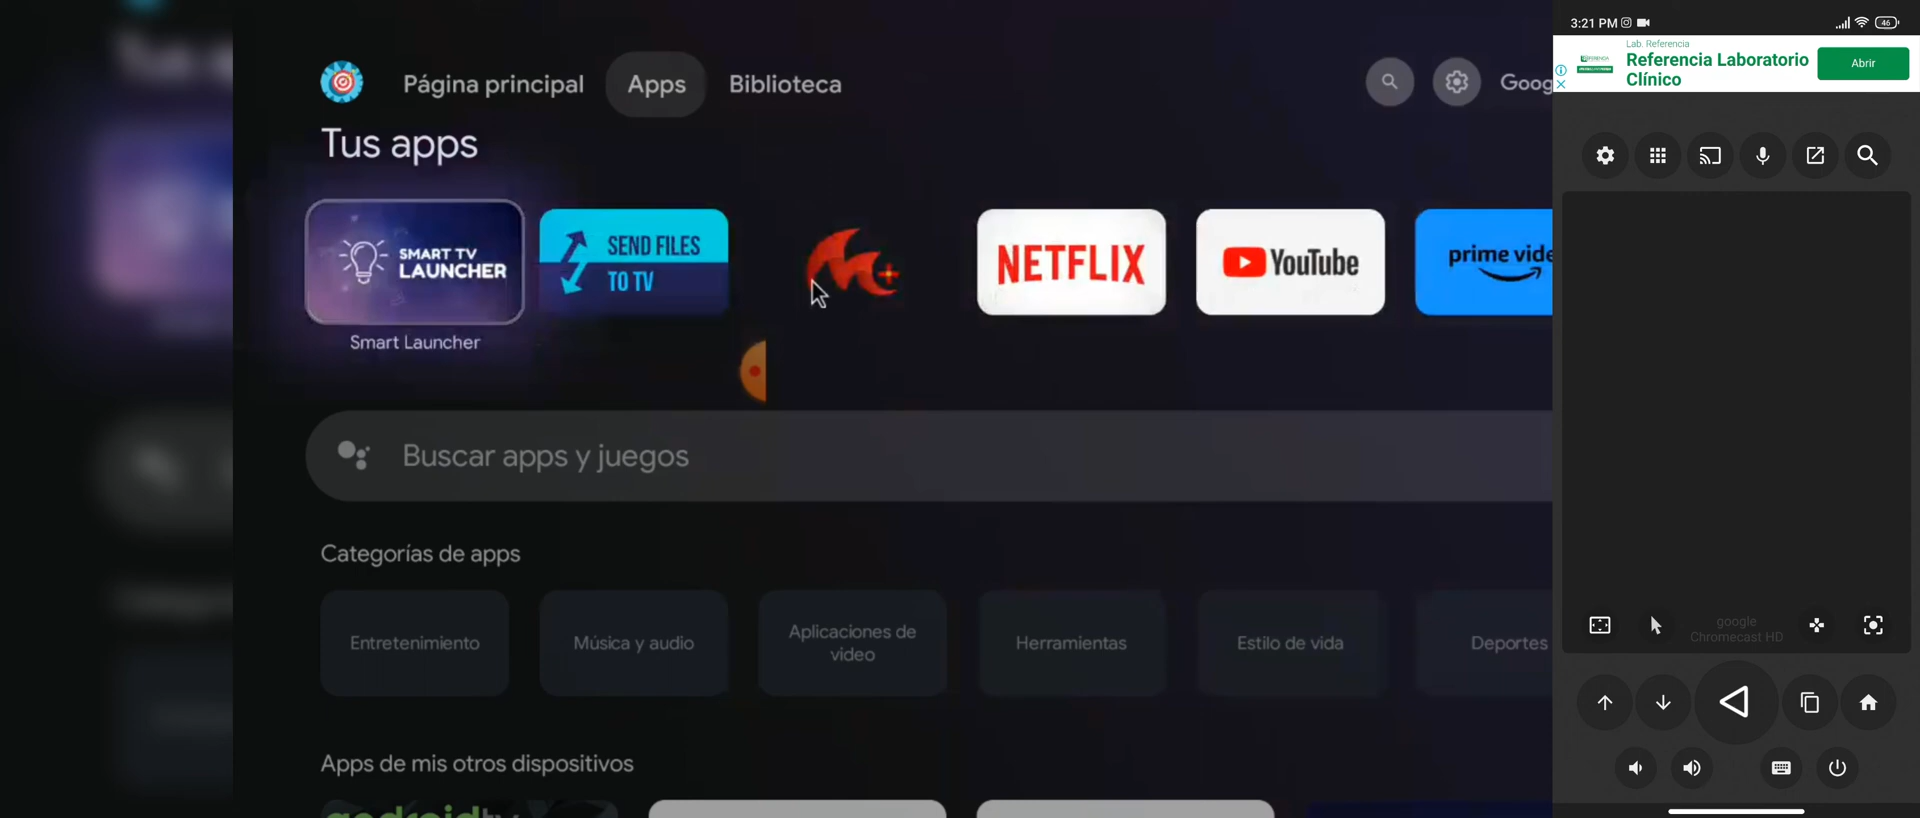 Página principal
Apps
Biblioteca
Goog
Tus apps
SMART TV
LAUNCHER
SEND FILES
TO TV
NETFLIX
YouTube
prime vide
Smart Launcher
Buscar apps y juegos
Categorías de apps
Entretenimiento
Música y audio
Aplicaciones de
video
Herramientas
Estilo de vida
Deportes
Apps de mis otros dispositivos
androidtv
3:21 PM
46
Lab. Referencia
Referencia Laboratorio
Clínico
Abrir
google
Chromecast HD